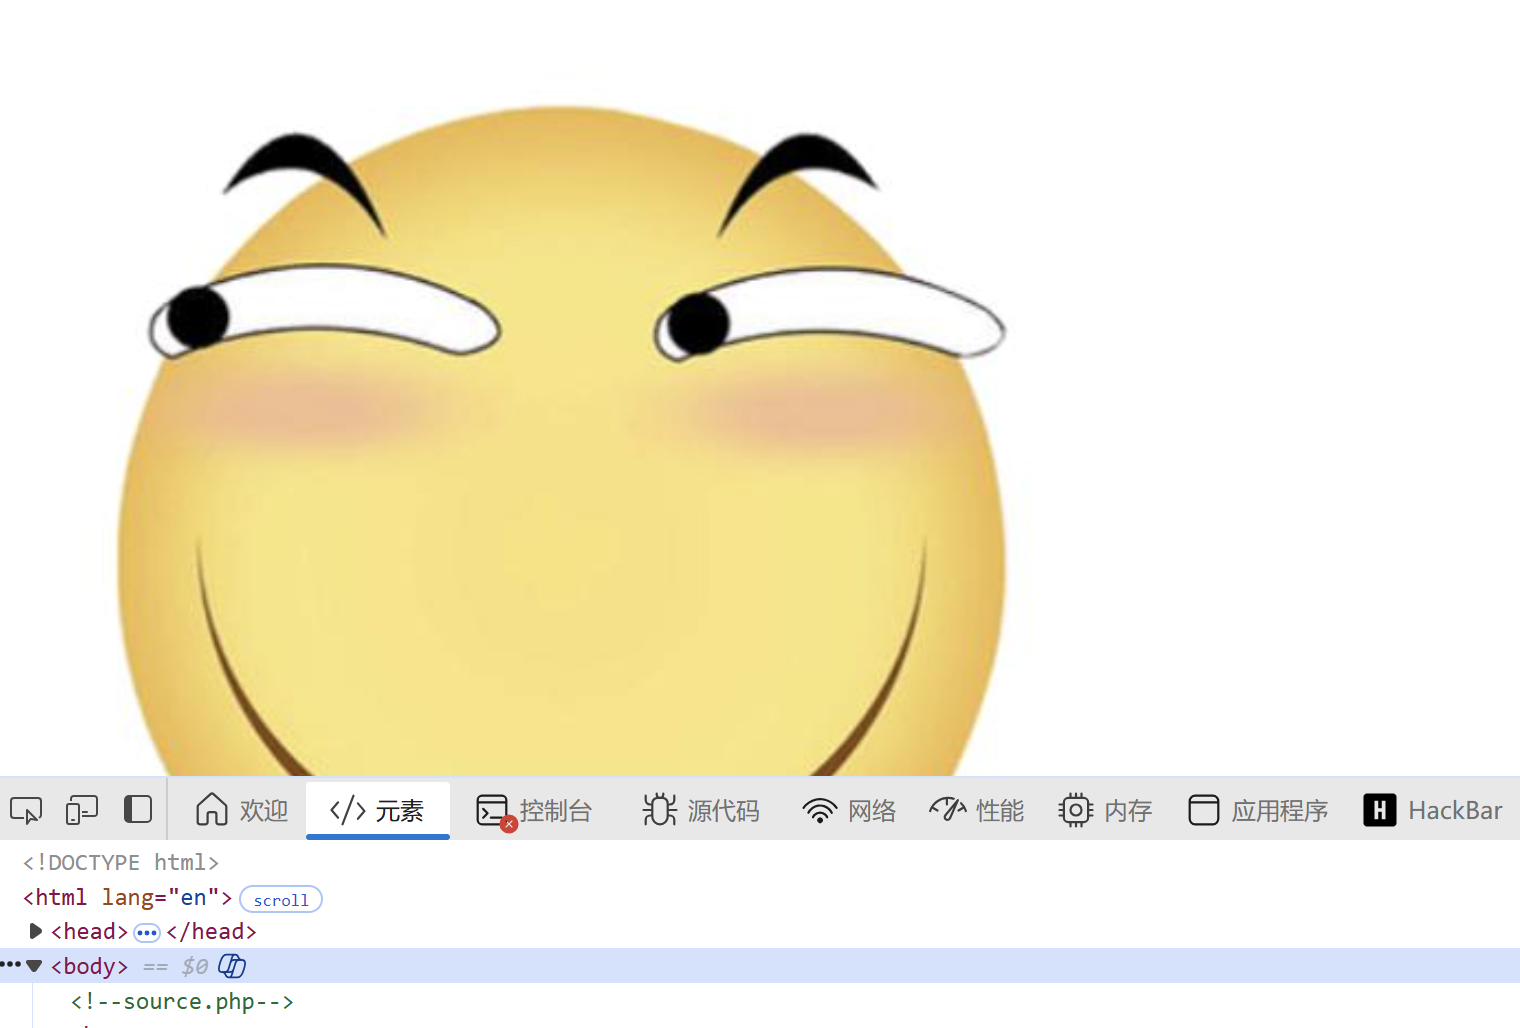 欢迎 元素 控制台 源代码 网络 性能 内存 应用程序 H HackBar
<!DOCTYPE html>
<html lang="en"> scroll
<head> ••• </head>
••• <body> == $0
<!--source.php-->